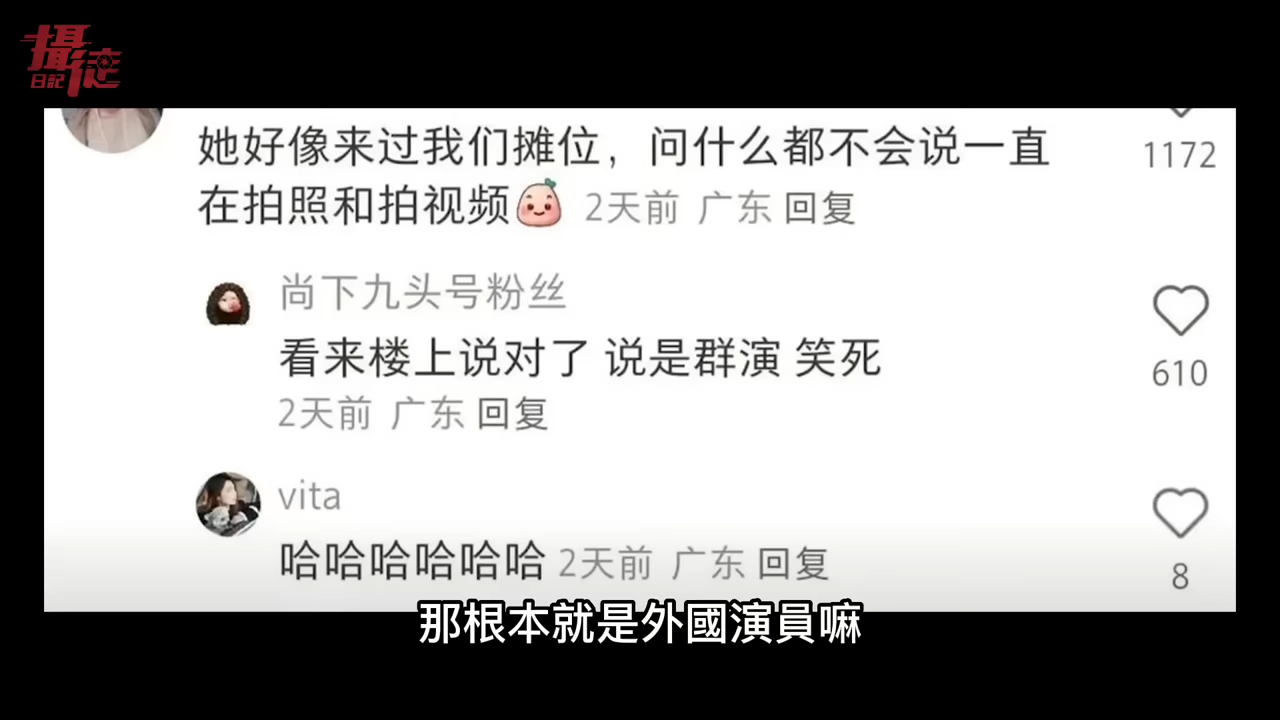 攝徒
日記
她好像来过我们摊位，问什么都不会说一直
在拍照和拍视频 2天前 广东 回复
1172
尚下九头号粉丝
看来楼上说对了 说是群演 笑死
610
2天前 广东 回复
vita
哈哈哈哈哈哈 2天前 广东 回复
8
那根本就是外國演員嘛